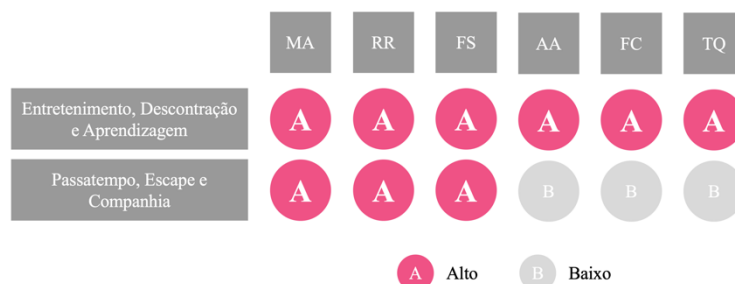 MA RR FS AA FC TQ
Entretenimento, Descontração
e Aprendizagem
A A A A A A
Passatempo, Escape e
Companhia
A A A B B B
A Alto B Baixo